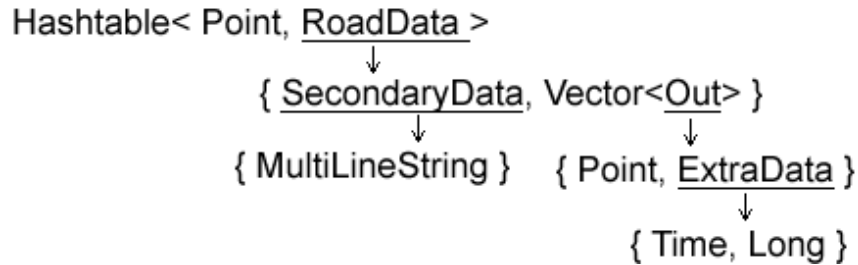 Hashtable< Point, RoadData >
{ SecondaryData, Vector<Out> }
{ MultiLineString } { Point, ExtraData }
{ Time, Long }